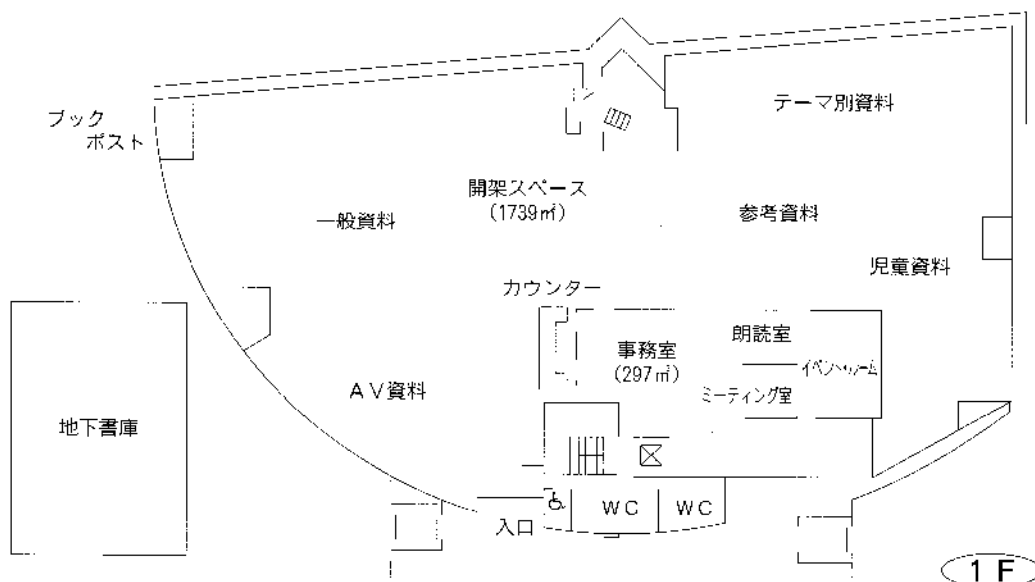 テーマ別資料
ブック
ポスト
開架スペース
(1739㎡)
一般資料
参考資料
児童資料
カウンター
朗読室
事務室
(297㎡)
イベントルーム
ミーティング室
AV資料
地下書庫
WC
WC
入口
1F